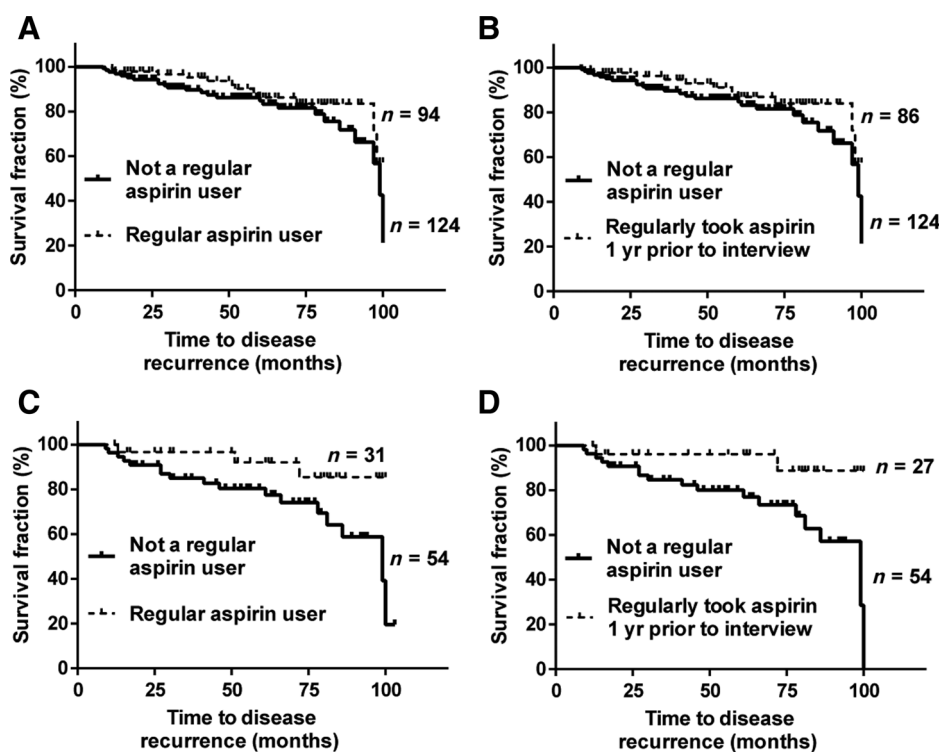 A
Survival fraction (%)
100
80
60
40
20
0
n = 94
Not a regular
aspirin user
Regular aspirin user
n = 124
0 25 50 75 100
Time to disease
recurrence (months)
B
Survival fraction (%)
100
80
60
40
20
0
n = 86
Not a regular
aspirin user
Regularly took aspirin
1 yr prior to interview
n = 124
0 25 50 75 100
Time to disease
recurrence (months)
C
Survival fraction (%)
100
80
60
40
20
0
n = 31
Not a regular
aspirin user
n = 54
Regular aspirin user
0 25 50 75 100
Time to disease
recurrence (months)
D
Survival fraction (%)
100
80
60
40
20
0
n = 27
Not a regular
aspirin user
n = 54
Regularly took aspirin
1 yr prior to interview
0 25 50 75 100
Time to disease
recurrence (months)